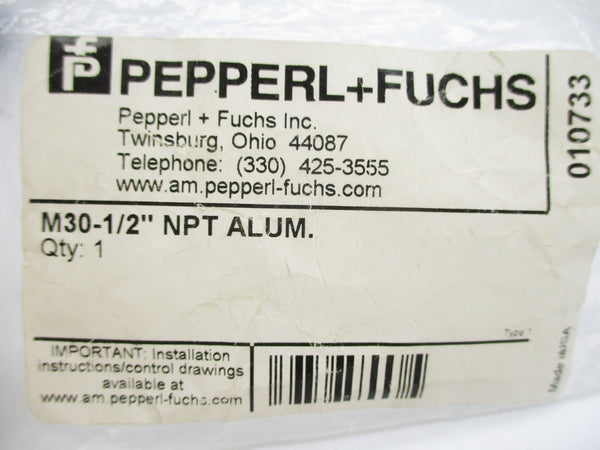 PEPPERL+FUCHS
Pepperl + Fuchs Inc.
Twinsburg, Ohio 44087
Telephone: (330) 425-3555
www.am.pepperl-fuchs.com
010733
M30-1/2" NPT ALUM.
Qty: 1
Type 1
Made in USA
IMPORTANT: Installation
instructions/control drawings
available at
www.am.pepperl-fuchs.com